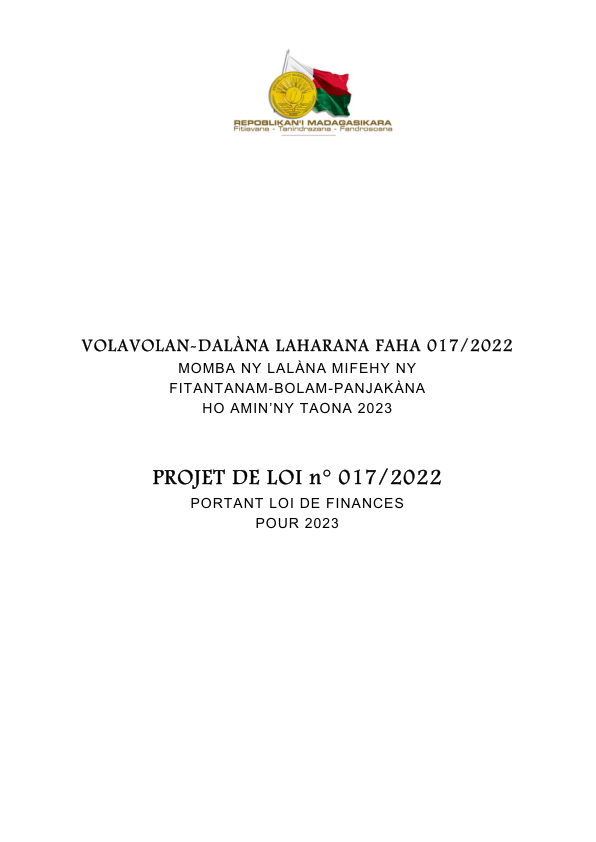 REPOBLIKAN'I MADAGASIKARA
Fitiavana - Tanindrazana - Fandrosoana
VOLAVOLAN-DALÀNA LAHARANA FAHA 017/2022
MOMBA NY LALÀNA MIFEHY NY
FITANTANAM-BOLAM-PANJAKÀNA
HO AMIN’NY TAONA 2023
PROJET DE LOI n° 017/2022
PORTANT LOI DE FINANCES
POUR 2023